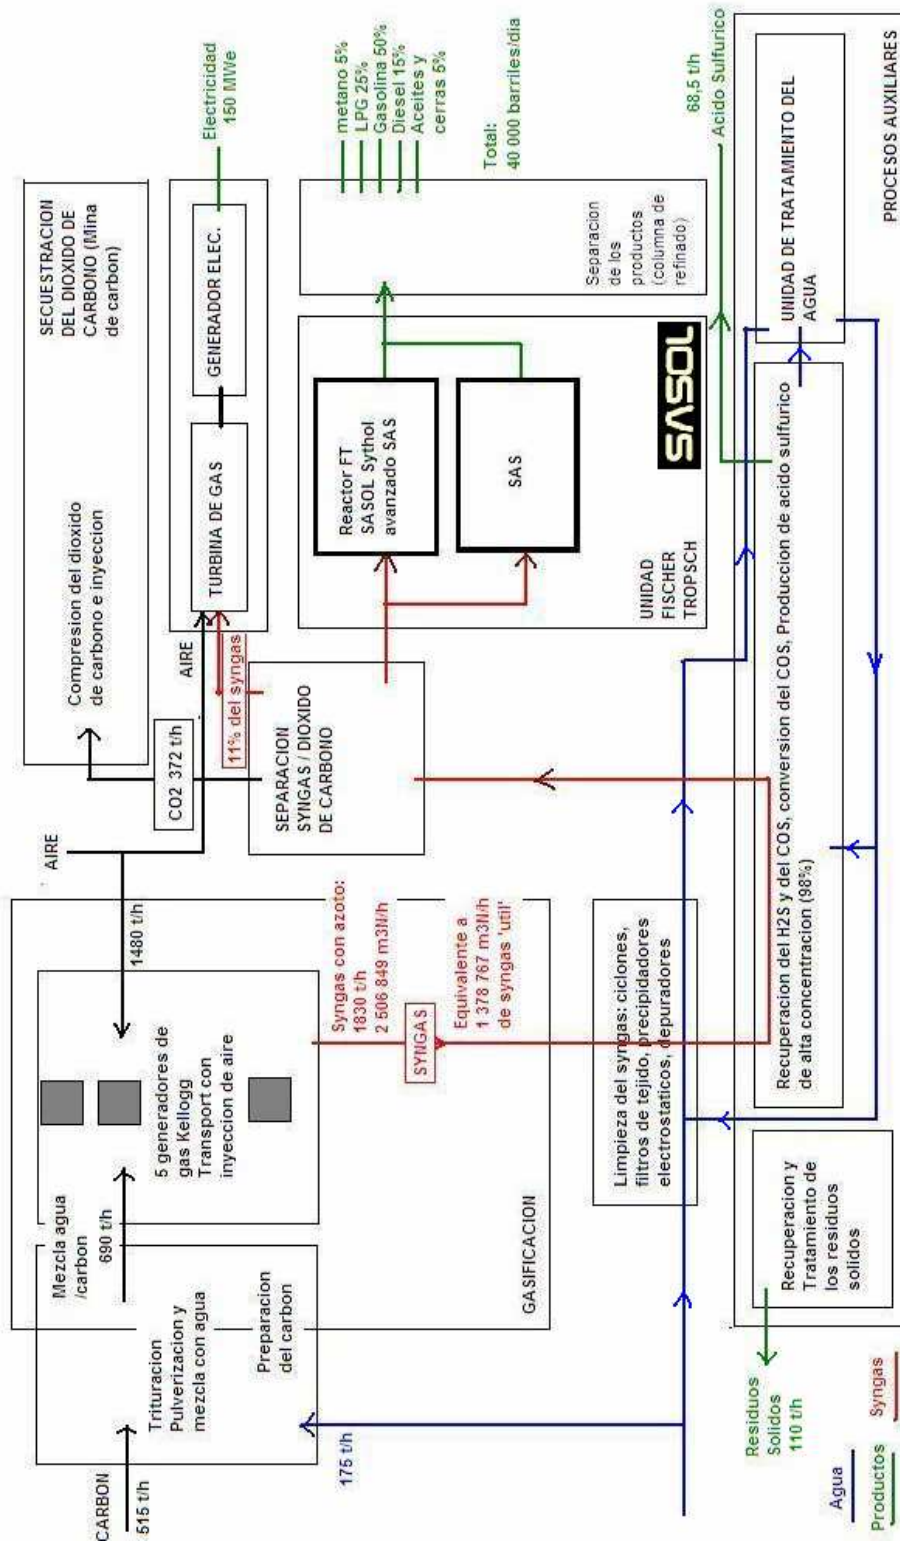 CARBON
515 t/h
Trituracion
Pulverizacion y
mezcla con agua
Preparacion
del carbon
175 t/h
Mezcla agua
/carbon
690 t/h
5 generadores de
gas Kellogg
Transport con
inyeccion de aire
1480 t/h
AIRE
GASIFICACION
Syngas con azoto:
1830 t/h
2 506 849 m3N/h
SYNGAS
Equivalente a
1 378 767 m3N/h
de syngas 'util'
Limpieza del syngas: ciclones,
filtros de tejido, precipidadores
electrostaticos, depuradores
SEPARACION
SYNGAS / DIOXIDO
DE CARBONO
CO2 372 t/h
11% del syngas
AIRE
Compresion del dioxido
de carbono e inyeccion
SECUESTRACION
DEL DIOXIDO DE
CARBONO (Mina
de carbon)
TURBINA DE GAS
GENERADOR ELEC.
Electricidad
150 MWe
Reactor FT
SASOL Sythol
avanzado SAS
SAS
UNIDAD
FISCHER
TROPSCH
SASOL
Separacion
de los
productos
(columna de
refinado)
metano 5%
LPG 25%
Gasolina 50%
Diesel 15%
Aceites y
cerras 5%
Total:
40 000 barriles/dia
68,5 t/h
Acido Sulfurico
UNIDAD DE TRATAMIENTO DEL
AGUA
PROCESOS AUXILIARES
Recuperacion del H2S y del COS, conversion del COS, Produccion de acido sulfurico
de alta concentracion (98%)
Recuperacion y
Tratamiento de
los residuos
solidos
Residuos
Solidos
110 t/h
Agua
Productos
Syngas